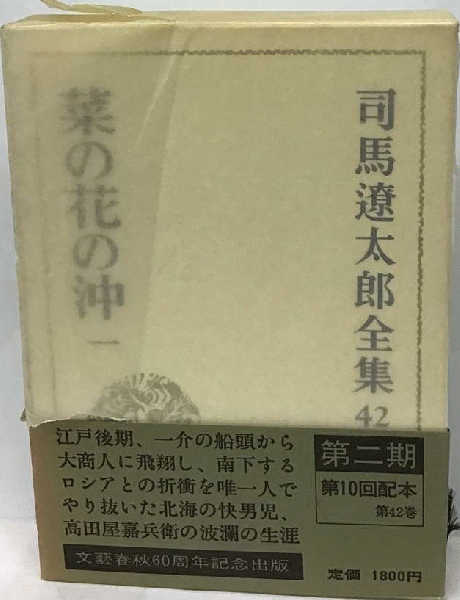 司馬遼太郎全集 42
菜の花の沖 一
江戸後期、一介の船頭から
大商人に飛翔し、南下する
ロシアとの折衝を唯一人で
やり抜いた北海の快男児、
高田屋嘉兵衛の波瀾の生涯
文藝春秋60周年記念出版
第二期
第10回配本
第42巻
定価 1800円